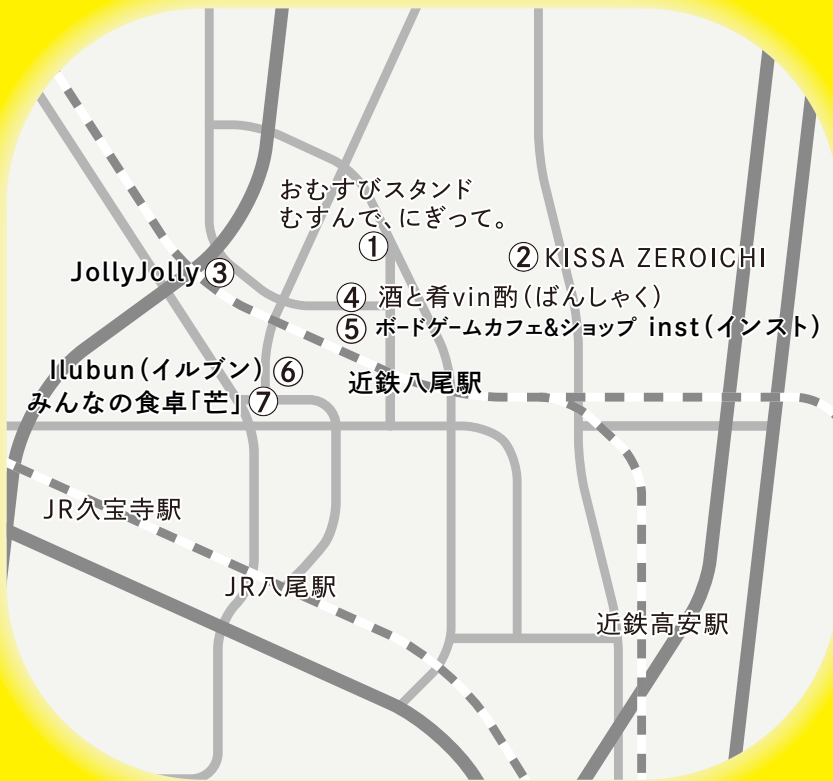 おむすびスタンド
むすんで、にぎって。
①
② KISSA ZEROICHI
JollyJolly ③
④ 酒と肴vin酌(ばんしゃく)
⑤ ボードゲームカフェ&ショップ inst(インスト)
Ilubun(イルブン) ⑥
近鉄八尾駅
みんなの食卓「芒」 ⑦
JR久宝寺駅
JR八尾駅
近鉄高安駅